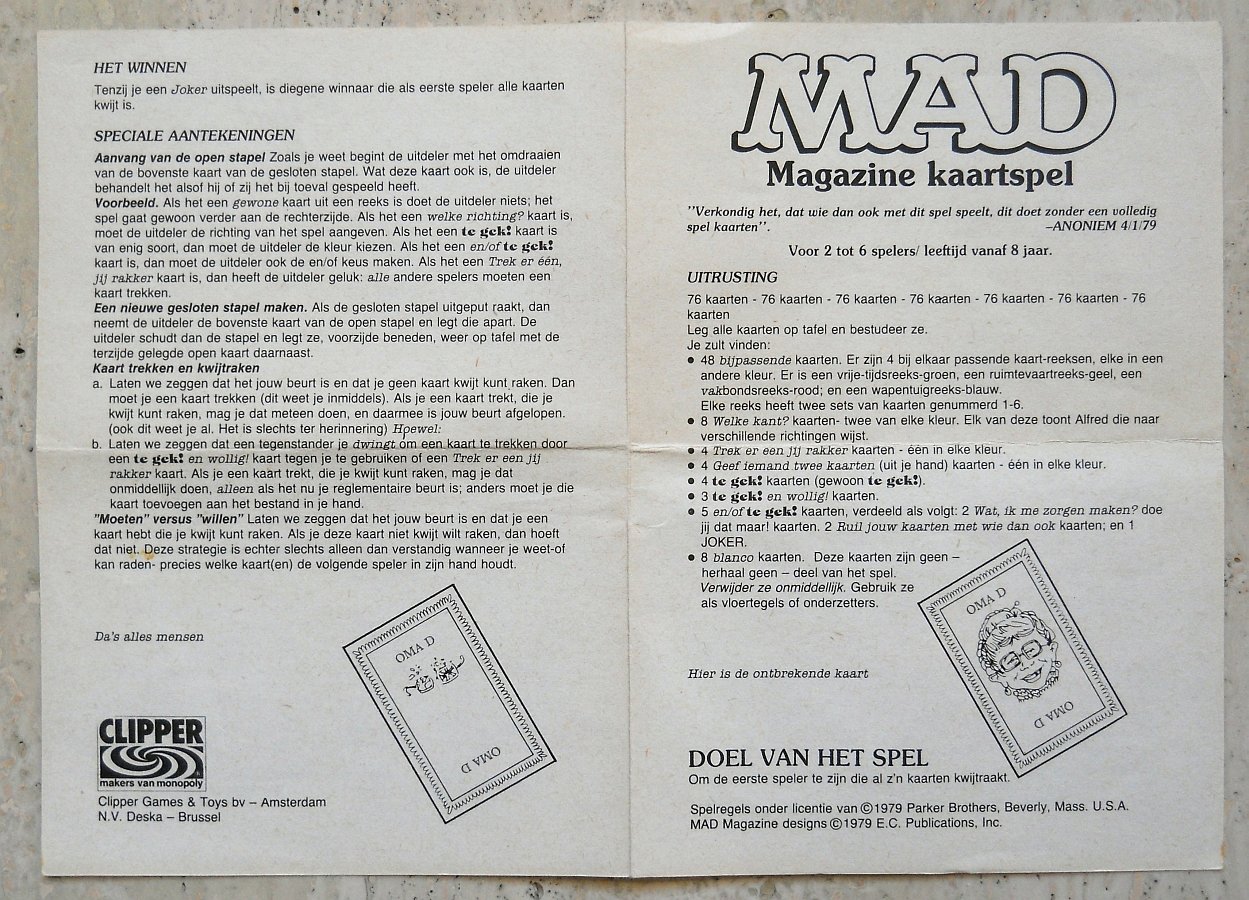 HET WINNEN
Tenzij je een Joker uitspeelt, is diegene winnaar die als eerste speler alle kaarten
kwijt is.
SPECIALE AANTEKENINGEN
Aanvang van de open stapel Zoals je weet begint de uitdeler met het omdraaien
van de bovenste kaart van de gesloten stapel. Wat deze kaart ook is, de uitdeler
behandelt het alsof hij of zij het bij toeval gespeeld heeft.
Voorbeeld. Als het een gewone kaart uit een reeks is doet de uitdeler niets; het
spel gaat gewoon verder aan de rechterzijde. Als het een welke richting? kaart is,
moet de uitdeler de richting van het spel aangeven. Als het een te gek! kaart is
van enig soort, dan moet de uitdeler de kleur kiezen. Als het een en/of te gek!
kaart is, dan moet de uitdeler ook de en/of keus maken. Als het een Trek er één,
jij rakker kaart is, dan heeft de uitdeler geluk: alle andere spelers moeten een
kaart trekken.
Een nieuwe gesloten stapel maken. Als de gesloten stapel uitgeput raakt, dan
neemt de uitdeler de bovenste kaart van de open stapel en legt die apart. De
uitdeler schudt dan de stapel en legt ze, voorzijde beneden, weer op tafel met de
terzijde gelegde open kaart daarnaast.
Kaart trekken en kwijtraken
a. Laten we zeggen dat het jouw beurt is en dat je geen kaart kwijt kunt raken. Dan
moet je een kaart trekken (dit weet je inmiddels). Als je een kaart trekt, die je
kwijt kunt raken, mag je dat meteen doen, en daarmee is jouw beurt afgelopen.
(ook dit weet je al. Het is slechts ter herinnering) Hpewel:
b. Laten we zeggen dat een tegenstander je dwingt om een kaart te trekken door
een te gek! en wollig! kaart tegen je te gebruiken of een Trek er een jij
rakker kaart. Als je een kaart trekt, die je kwijt kunt raken, mag je dat
onmiddellijk doen, alleen als het nu je reglementaire beurt is; anders moet je die
kaart toevoegen aan het bestand in je hand.
"Moeten" versus "willen" Laten we zeggen dat het jouw beurt is en dat je een
kaart hebt die je kwijt kunt raken. Als je deze kaart niet kwijt wilt raken, dan hoeft
dat niet. Deze strategie is echter slechts alleen dan verstandig wanneer je weet-of
kan raden- precies welke kaart(en) de volgende speler in zijn hand houdt.
Da's alles mensen
OMA D
OMA D
CLIPPER
makers van monopoly
Clipper Games & Toys bv – Amsterdam
N.V. Deska – Brussel
MAD
Magazine kaartspel
"Verkondig het, dat wie dan ook met dit spel speelt, dit doet zonder een volledig
spel kaarten".
–ANONIEM 4/1/79
Voor 2 tot 6 spelers/ leeftijd vanaf 8 jaar.
UITRUSTING
76 kaarten - 76 kaarten - 76 kaarten - 76 kaarten - 76 kaarten - 76 kaarten - 76
kaarten
Leg alle kaarten op tafel en bestudeer ze.
Je zult vinden:
● 48 bijpassende kaarten. Er zijn 4 bij elkaar passende kaart-reeksen, elke in een
andere kleur. Er is een vrije-tijdsreeks-groen, een ruimtevaartreeks-geel, een
vakbondsreeks-rood; en een wapentuigreeks-blauw.
Elke reeks heeft twee sets van kaarten genummerd 1-6.
● 8 Welke kant? kaarten- twee van elke kleur. Elk van deze toont Alfred die naar
verschillende richtingen wijst.
● 4 Trek er een jij rakker kaarten - één in elke kleur.
● 4 Geef iemand twee kaarten (uit je hand) kaarten - één in elke kleur.
● 4 te gek! kaarten (gewoon te gek!).
● 3 te gek! en wollig! kaarten.
● 5 en/of te gek! kaarten, verdeeld als volgt: 2 Wat, ik me zorgen maken? doe
jij dat maar! kaarten. 2 Ruil jouw kaarten met wie dan ook kaarten; en 1
JOKER.
● 8 blanco kaarten. Deze kaarten zijn geen –
herhaal geen – deel van het spel.
Verwijder ze onmiddellijk. Gebruik ze
als vloertegels of onderzetters.
Hier is de ontbrekende kaart
OMA D
OMA D
DOEL VAN HET SPEL
Om de eerste speler te zijn die al z'n kaarten kwijtraakt.
Spelregels onder licentie van ©1979 Parker Brothers, Beverly, Mass. U.S.A.
MAD Magazine designs ©1979 E.C. Publications, Inc.